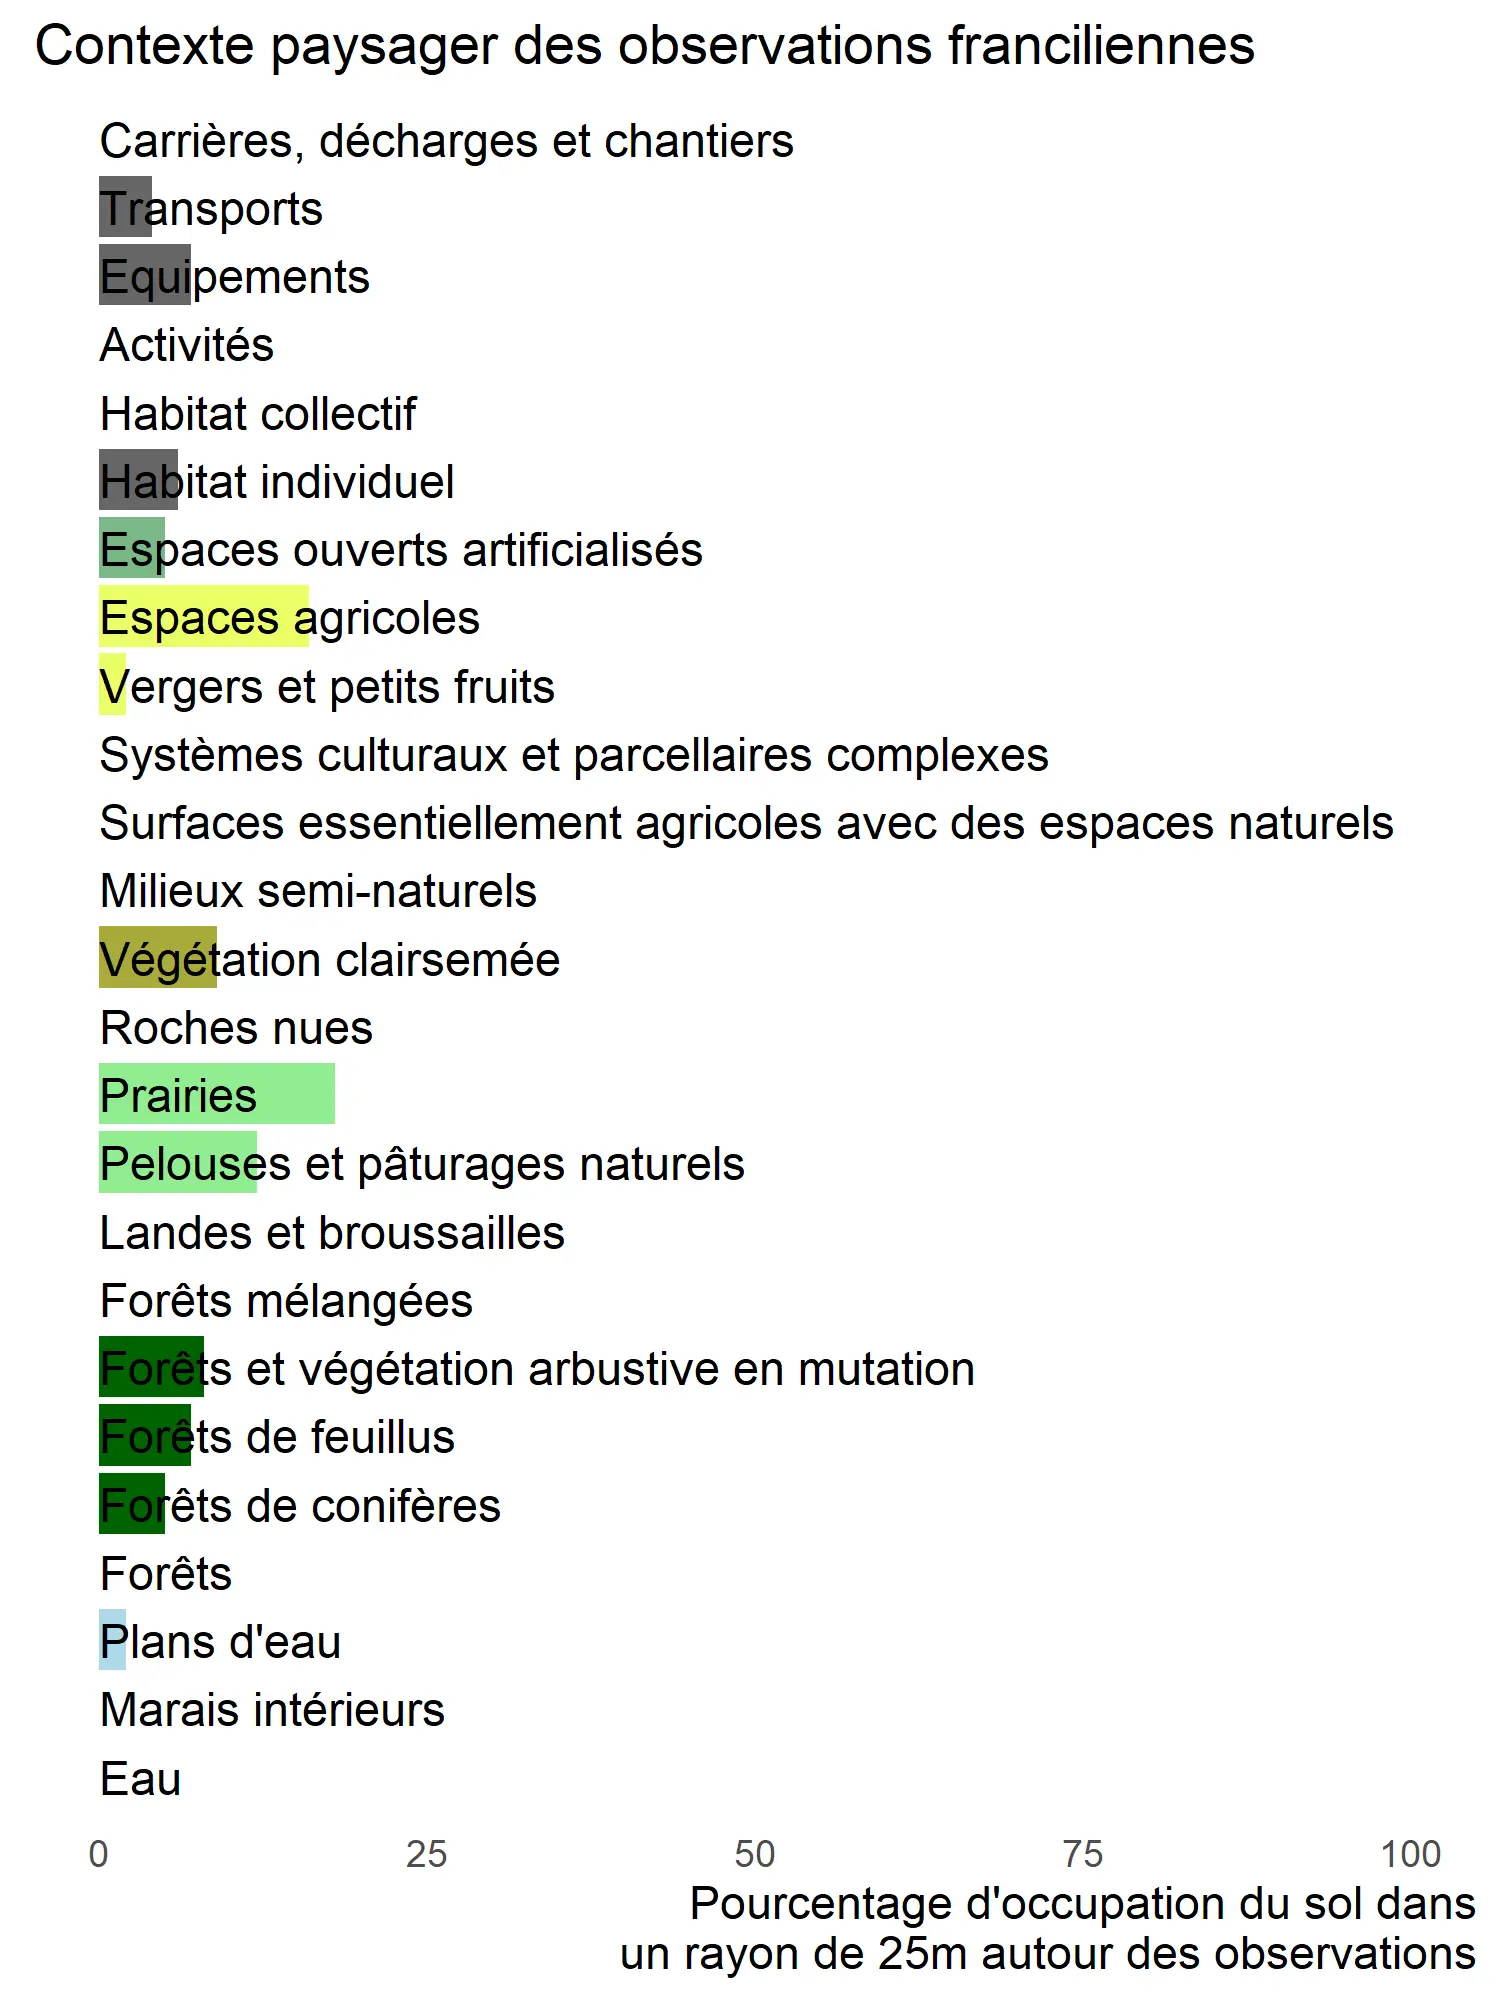 Contexte paysager des observations franciliennes
Carrières, décharges et chantiers
Transports
Equipements
Activités
Habitat collectif
Habitat individuel
Espaces ouverts artificialisés
Espaces agricoles
Vergers et petits fruits
Systèmes culturaux et parcellaires complexes
Surfaces essentiellement agricoles avec des espaces naturels
Milieux semi-naturels
Végétation clairsemée
Roches nues
Prairies
Pelouses et pâturages naturels
Landes et broussailles
Forêts mélangées
Forêts et végétation arbustive en mutation
Forêts de feuillus
Forêts de conifères
Forêts
Plans d'eau
Marais intérieurs
Eau
0 25 50 75 100
Pourcentage d'occupation du sol dans
un rayon de 25m autour des observations